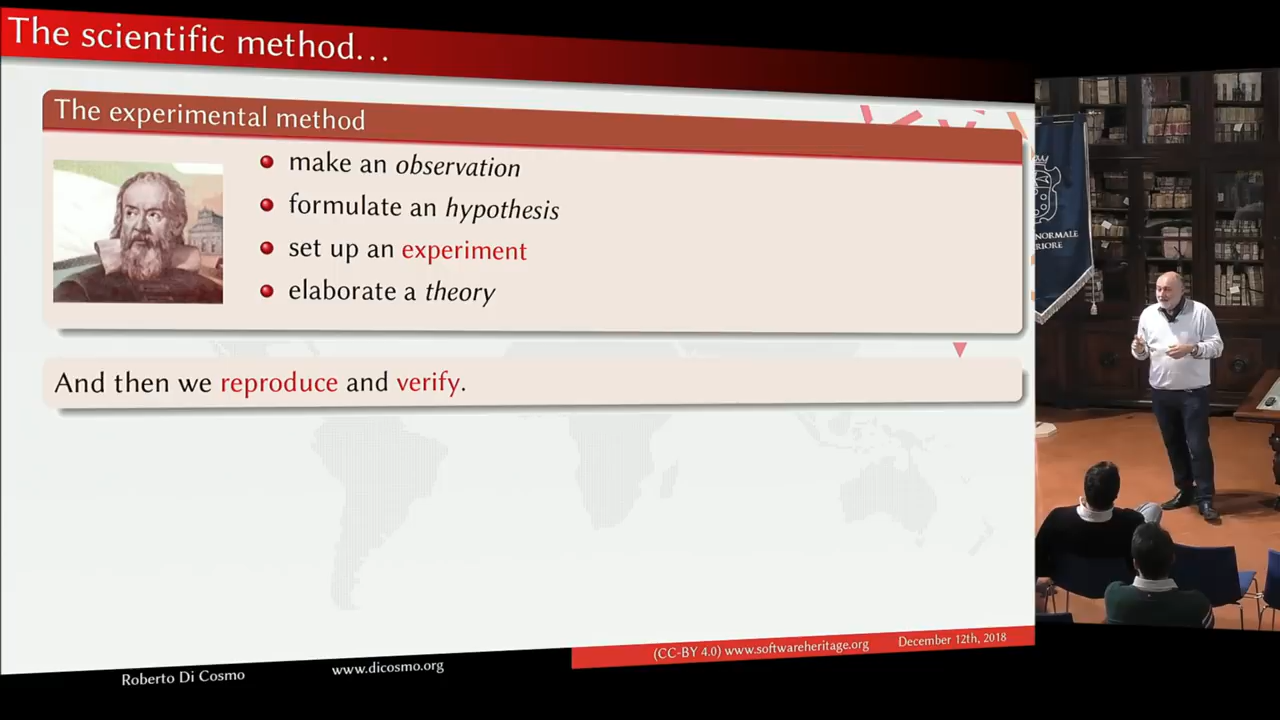 The scientific method...
The experimental method
make an observation
formulate an hypothesis
set up an experiment
elaborate a theory
And then we reproduce and verify.
Roberto Di Cosmo
www.dicosmo.org
(CC-BY 4.0) www.softwareheritage.org
December 12th, 2018
NORMALE
RIORE